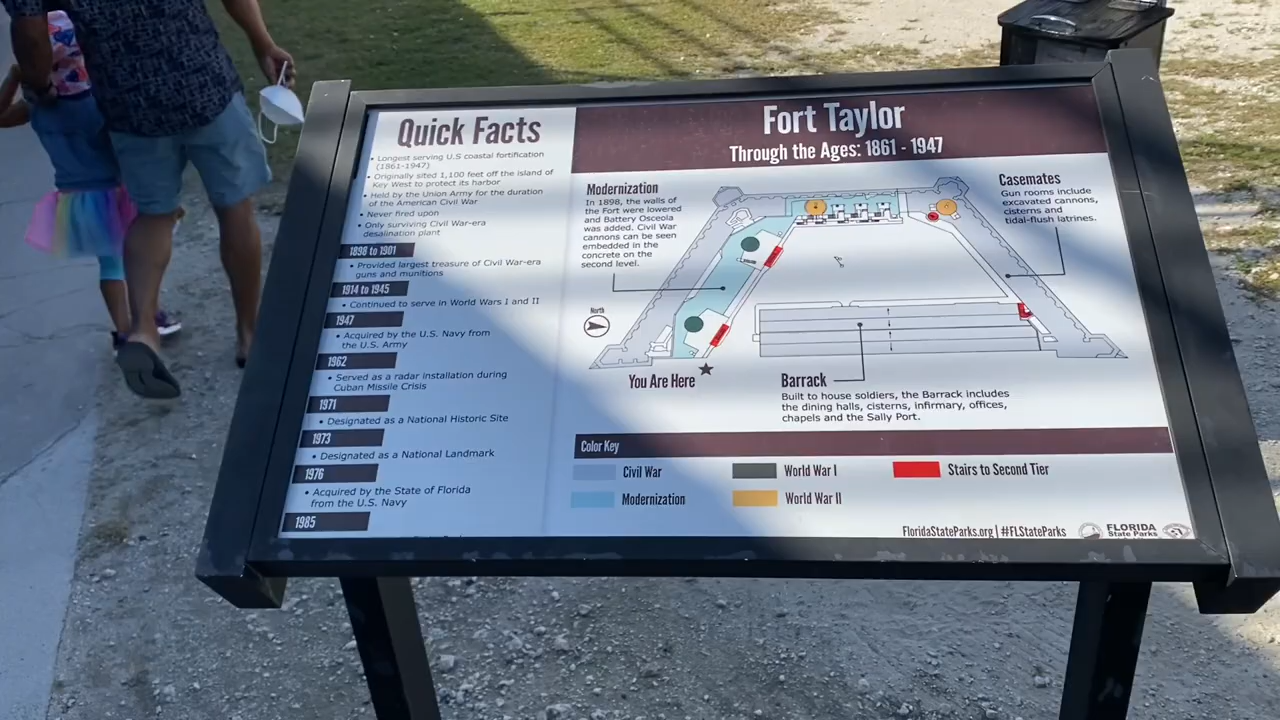 Quick Facts
• Longest serving U.S coastal fortification
(1861-1947)
• Originally sited 1,100 feet off the island of
Key West to protect its harbor
• Held by the Union Army for the duration
of the American Civil War
• Never fired upon
• Only surviving Civil War-era
desalination plant
1898 to 1901
• Provided largest treasure of Civil War-era
guns and munitions
1914 to 1945
• Continued to serve in World Wars I and II
1947
• Acquired by the U.S. Navy from
the U.S. Army
1962
• Served as a radar installation during
Cuban Missile Crisis
1971
• Designated as a National Historic Site
1973
• Designated as a National Landmark
1976
• Acquired by the State of Florida
from the U.S. Navy
1985
Fort Taylor
Through the Ages: 1861 - 1947
Modernization
In 1898, the walls of
the Fort were lowered
and Battery Osceola
was added. Civil War
cannons can be seen
embedded in the
concrete on the
second level.
Casemates
Gun rooms include
excavated cannons,
cisterns and
tidal-flush latrines.
North
You Are Here
Barrack
Built to house soldiers, the Barrack includes
the dining halls, cisterns, infirmary, offices,
chapels and the Sally Port.
Color Key
Civil War
World War I
Stairs to Second Tier
Modernization
World War II
FloridaStateParks.org | #FLStateParks
FLORIDA
State Parks